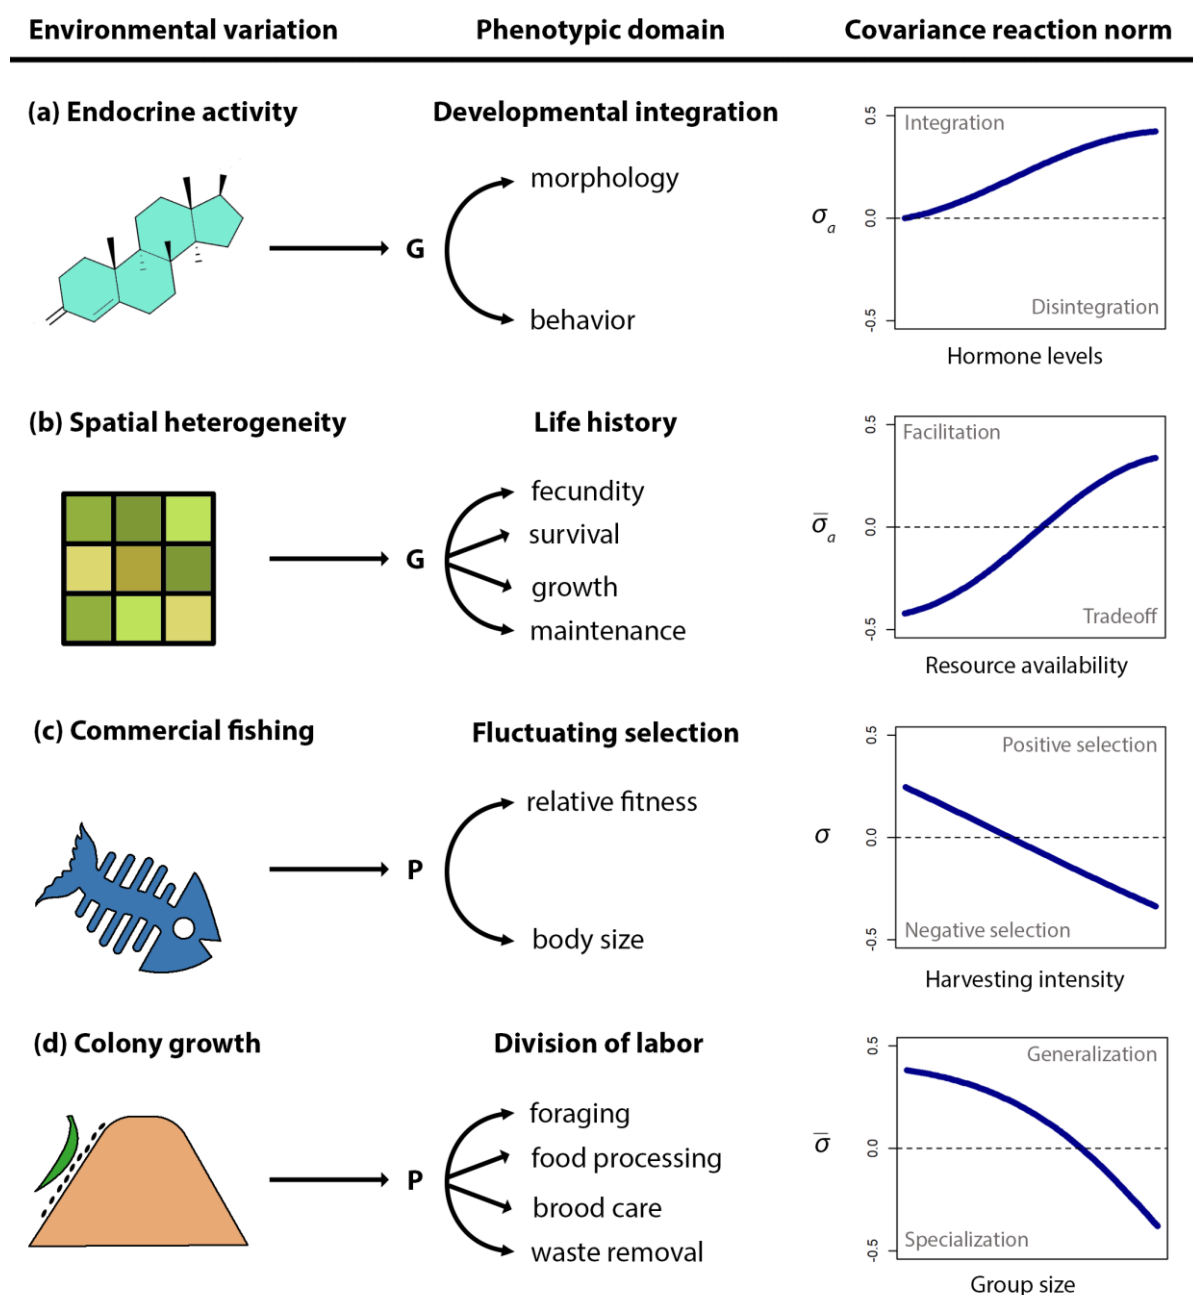 Environmental variation
Phenotypic domain
Covariance reaction norm
(a) Endocrine activity
Developmental integration
morphology
G
behavior
0.5
0.0
-0.5
σa
Integration
Disintegration
Hormone levels
(b) Spatial heterogeneity
Life history
fecundity
survival
G
growth
maintenance
0.5
0.0
-0.5
σ̅a
Facilitation
Tradeoff
Resource availability
(c) Commercial fishing
Fluctuating selection
relative fitness
P
body size
0.5
0.0
-0.5
σ
Positive selection
Negative selection
Harvesting intensity
(d) Colony growth
Division of labor
foraging
food processing
P
brood care
waste removal
0.5
0.0
-0.5
σ̅
Generalization
Specialization
Group size